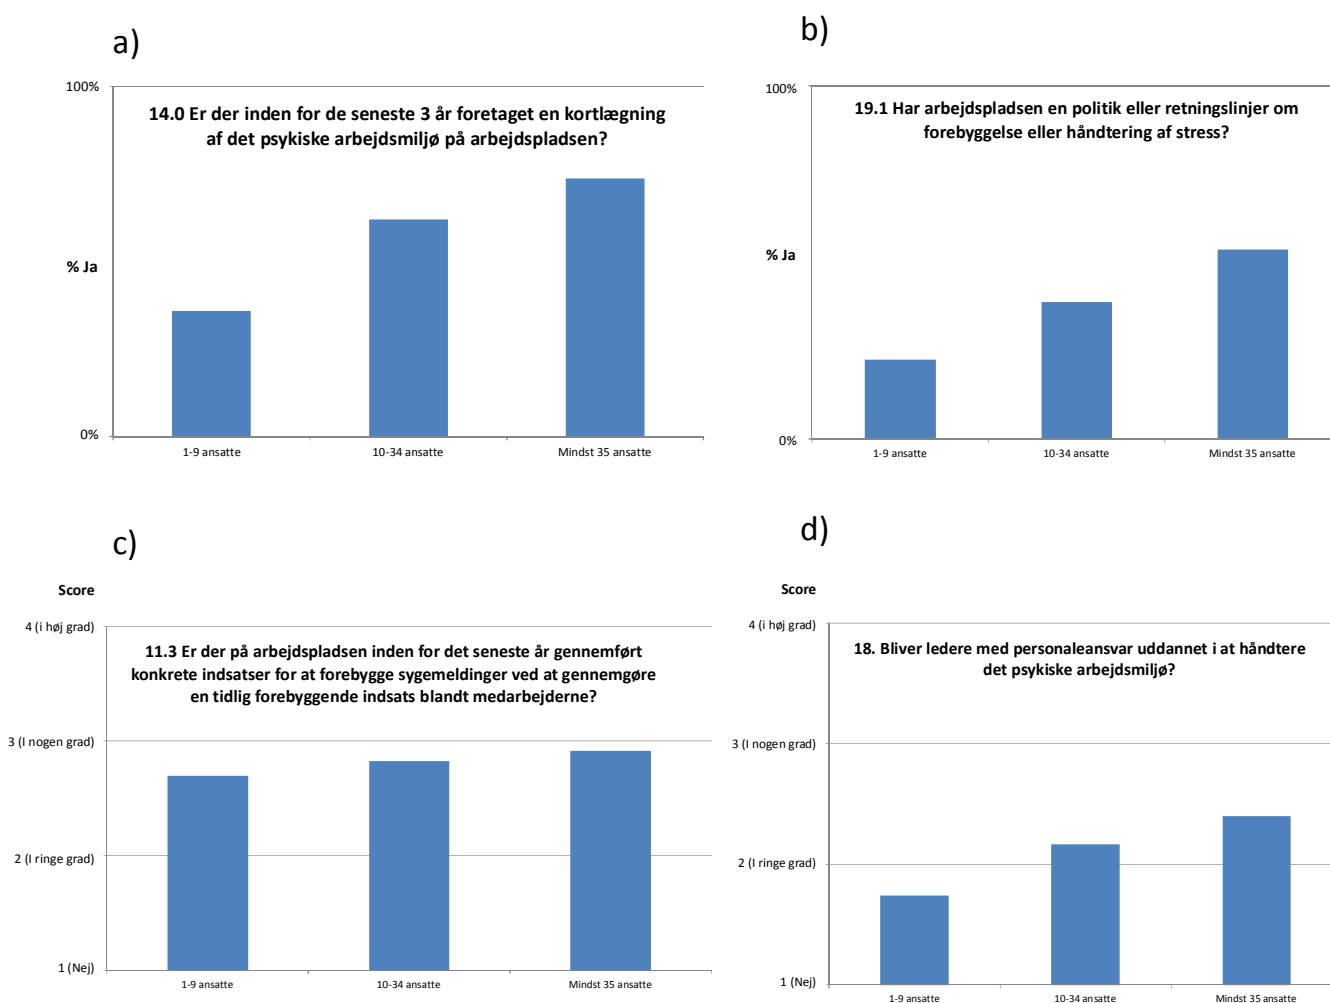 a)
100%
14.0 Er der inden for de seneste 3 år foretaget en kortlægning
af det psykiske arbejdsmiljø på arbejdspladsen?
% Ja
0%
1-9 ansatte
10-34 ansatte
Mindst 35 ansatte
b)
100%
19.1 Har arbejdspladsen en politik eller retningslinjer om
forebyggelse eller håndtering af stress?
% Ja
0%
1-9 ansatte
10-34 ansatte
Mindst 35 ansatte
c)
Score
4 (i høj grad)
11.3 Er der på arbejdspladsen inden for det seneste år gennemført
konkrete indsatser for at forebygge sygemeldinger ved at gennemgøre
en tidlig forebyggende indsats blandt medarbejderne?
3 (I nogen grad)
2 (I ringe grad)
1 (Nej)
1-9 ansatte
10-34 ansatte
Mindst 35 ansatte
d)
Score
4 (i høj grad)
18. Bliver ledere med personaleansvar uddannet i at håndtere
det psykiske arbejdsmiljø?
3 (I nogen grad)
2 (I ringe grad)
1 (Nej)
1-9 ansatte
10-34 ansatte
Mindst 35 ansatte